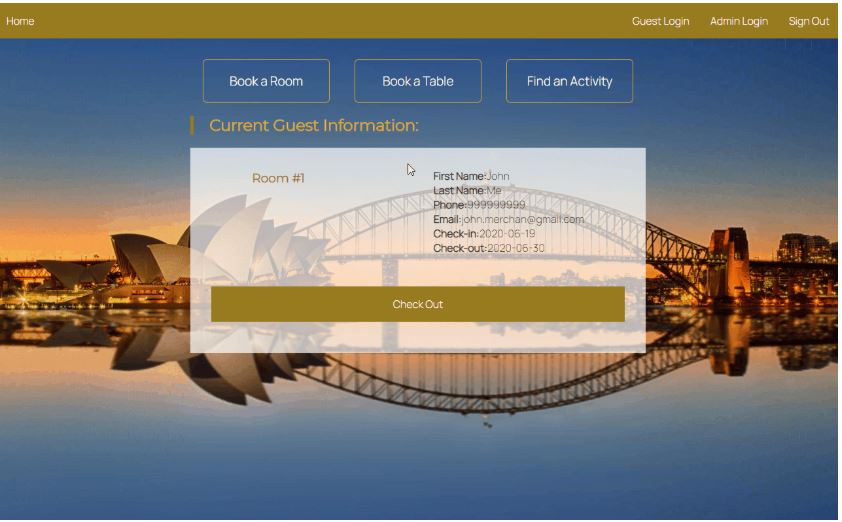 Home
Guest Login
Admin Login
Sign Out
Book a Room
Book a Table
Find an Activity
Current Guest Information:
Room #1
First Name:John
Last Name:Me
Phone:999999999
Email:john.merchan@gmail.com
Check-in:2020-06-19
Check-out:2020-06-30
Check Out